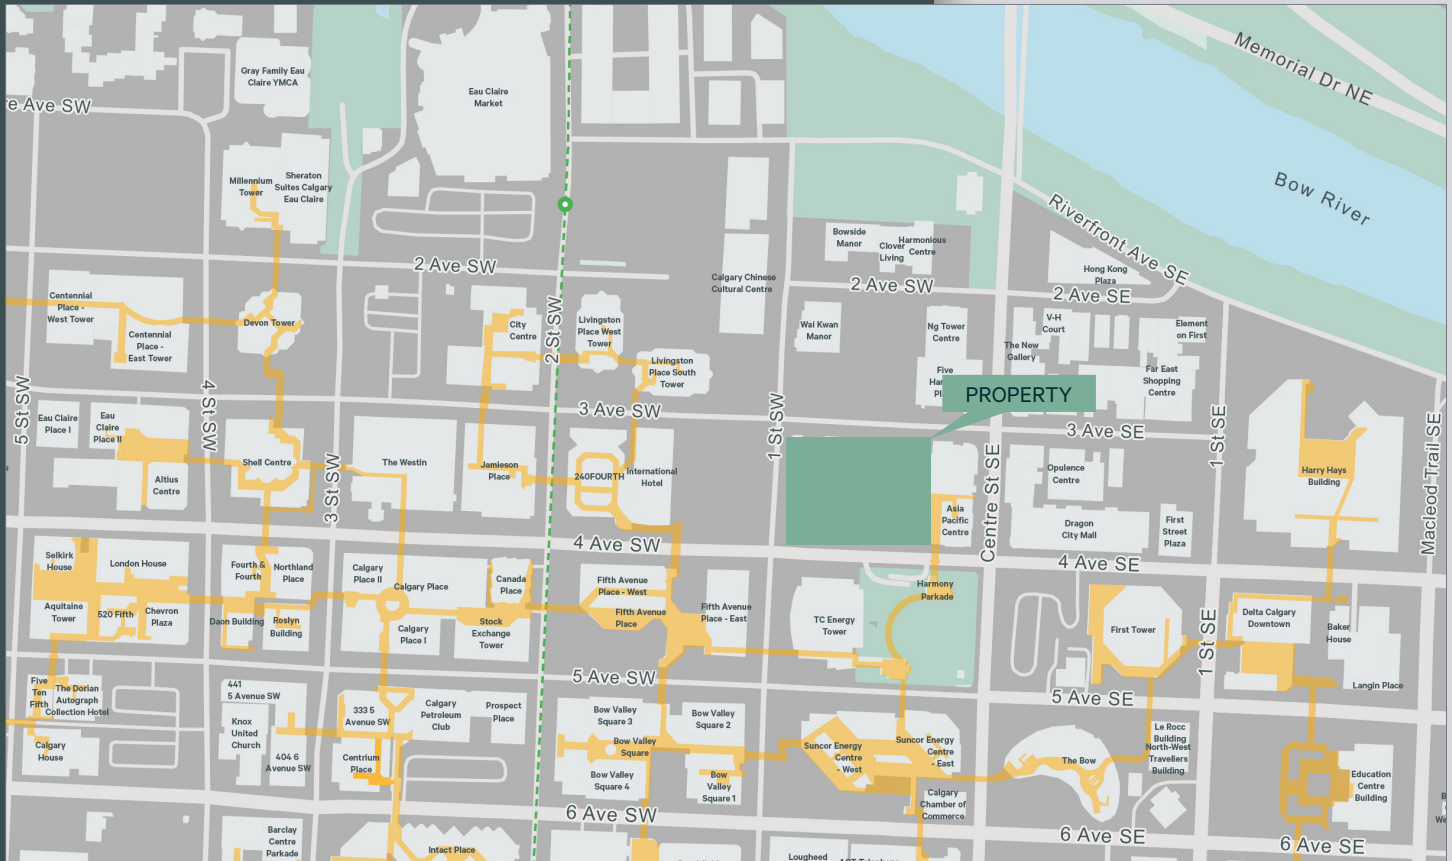 Memorial Dr NE
Gray Family Eau
Claire YMCA
Eau Claire
Market
re Ave SW
Bow River
Millennium
Tower
Sheraton
Suites Calgary
Eau Claire
Riverfront Ave SE
Bowside
Manor
Clover
Living
Harmonious
Centre
2 Ave SW
Calgary Chinese
Cultural Centre
2 Ave SW
Hong Kong
Plaza
2 Ave SE
Centennial
Place -
West Tower
Centennial
Place -
East Tower
Devon Tower
City
Centre
2 St SW
Livingston
Place West
Tower
Livingston
Place South
Tower
Wai Kwan
Manor
Ng Tower
Centre
V-H
Court
The New
Gallery
Element
on First
Far East
Shopping
Centre
Five
Har
Pl
PROPERTY
5 St SW
4 St SW
Eau Claire
Place I
Eau
Claire
Place II
3 Ave SW
1 St SW
3 Ave SE
1 St SE
Macleod Trail SE
Altius
Centre
Shell Centre
3 St SW
The Westin
Jamieson
Place
240FOURTH
International
Hotel
Asia
Pacific
Centre
Centre St SE
Opulence
Centre
Dragon
City Mall
First
Street
Plaza
Harry Hays
Building
4 Ave SW
4 Ave SE
Selkirk
House
London House
Aquitaine
Tower
520 Fifth
Chevron
Plaza
Fourth &
Fourth
Northland
Place
Daon Building
Roslyn
Building
Calgary
Place II
Calgary Place
Calgary
Place I
Canada
Place
Stock
Exchange
Tower
Fifth Avenue
Place - West
Fifth Avenue
Place
Fifth Avenue
Place - East
TC Energy
Tower
Harmony
Parkade
First Tower
1 St SE
Delta Calgary
Downtown
Baker
House
Langin Place
5 Ave SW
5 Ave SE
Five
Ten
Fifth
The Dorian
Autograph
Collection Hotel
Calgary
House
441
5 Avenue SW
Knox
United
Church
404 6
Avenue SW
333 5
Avenue SW
Centrium
Place
Calgary
Petroleum
Club
Prospect
Place
Bow Valley
Square 3
Bow Valley
Square 2
Bow Valley
Square
Bow Valley
Square 4
Bow
Valley
Square 1
Suncor Energy
Centre
- West
Suncor Energy
Centre
- East
Calgary
Chamber of
Commerce
The Bow
Le Rocc
Building
North-West
Travellers
Building
Education
Centre
Building
6 Ave SW
6 Ave SE
6 Ave SE
Barclay
Centre
Parkade
Intact Place
Lougheed